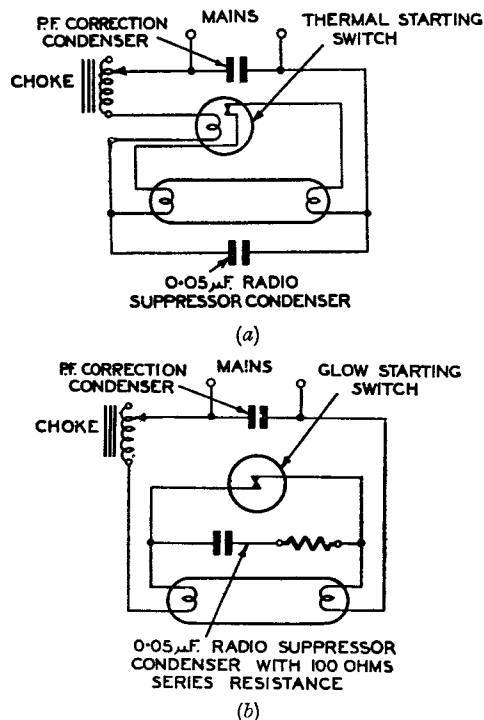 MAINS
P.F. CORRECTION
CONDENSER
THERMAL STARTING
SWITCH
CHOKE
0·05μF. RADIO
SUPPRESSOR CONDENSER
(a)
MAINS
P.F. CORRECTION
CONDENSER
GLOW STARTING
SWITCH
CHOKE
0·05μF. RADIO SUPPRESSOR
CONDENSER WITH 100 OHMS
SERIES RESISTANCE
(b)